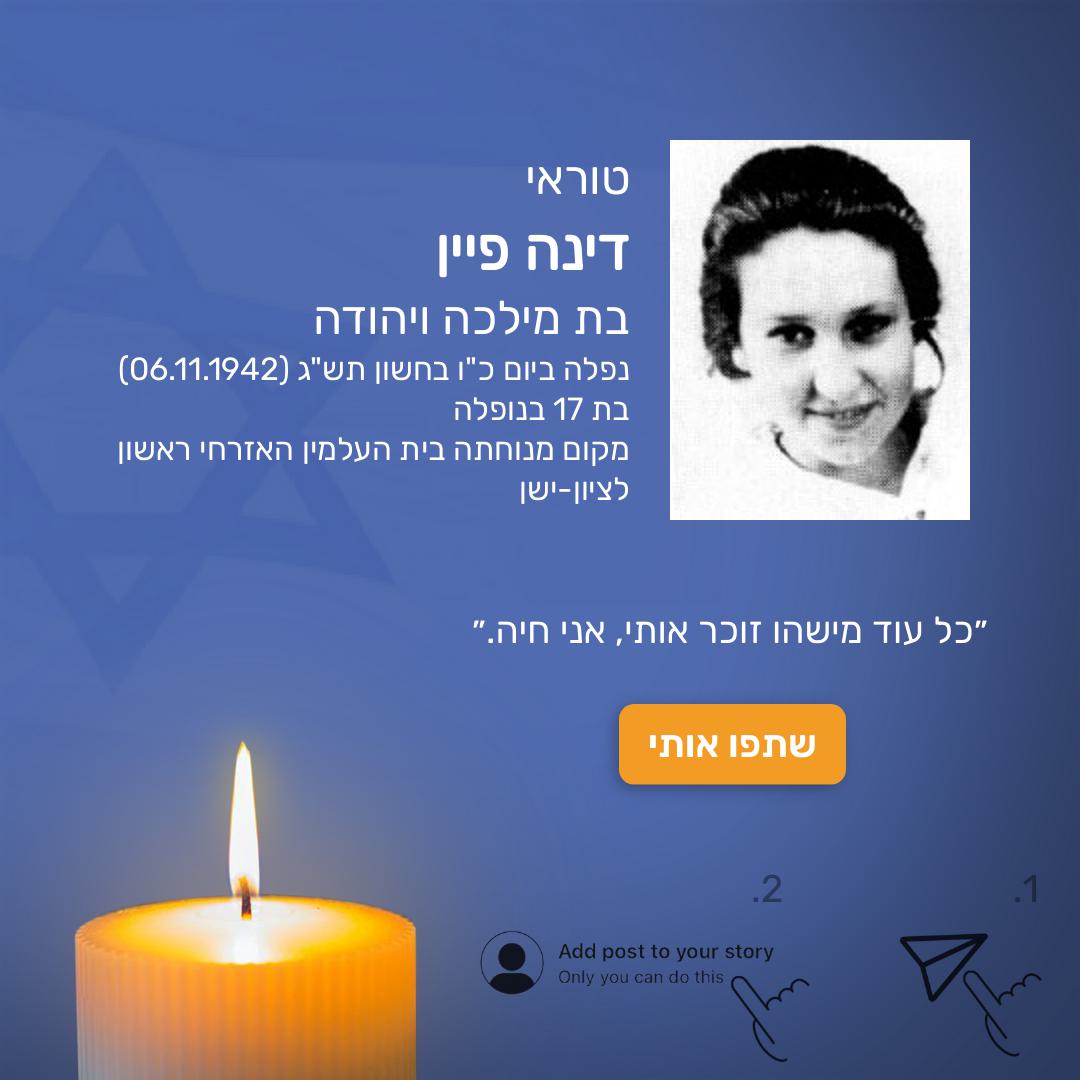 טוראי
דינה פיין
בת מילכה ויהודה
נפלה ביום כ"ו בחשון תש"ג (06.11.1942)
בת 17 בנופלה
מקום מנוחתה בית העלמין האזרחי ראשון
לציון-ישן
״כל עוד מישהו זוכר אותי, אני חיה.״
שתפו אותי
.1
.2
Add post to your story
Only you can do this